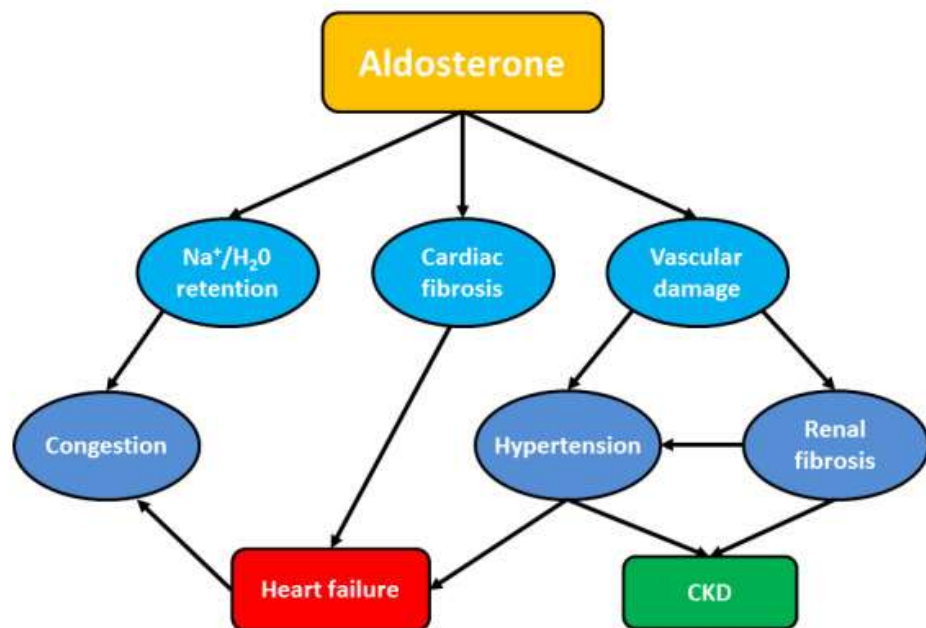 Aldosterone
Na⁺/H₂0
retention
Cardiac
fibrosis
Vascular
damage
Congestion
Hypertension
Renal
fibrosis
Heart failure
CKD